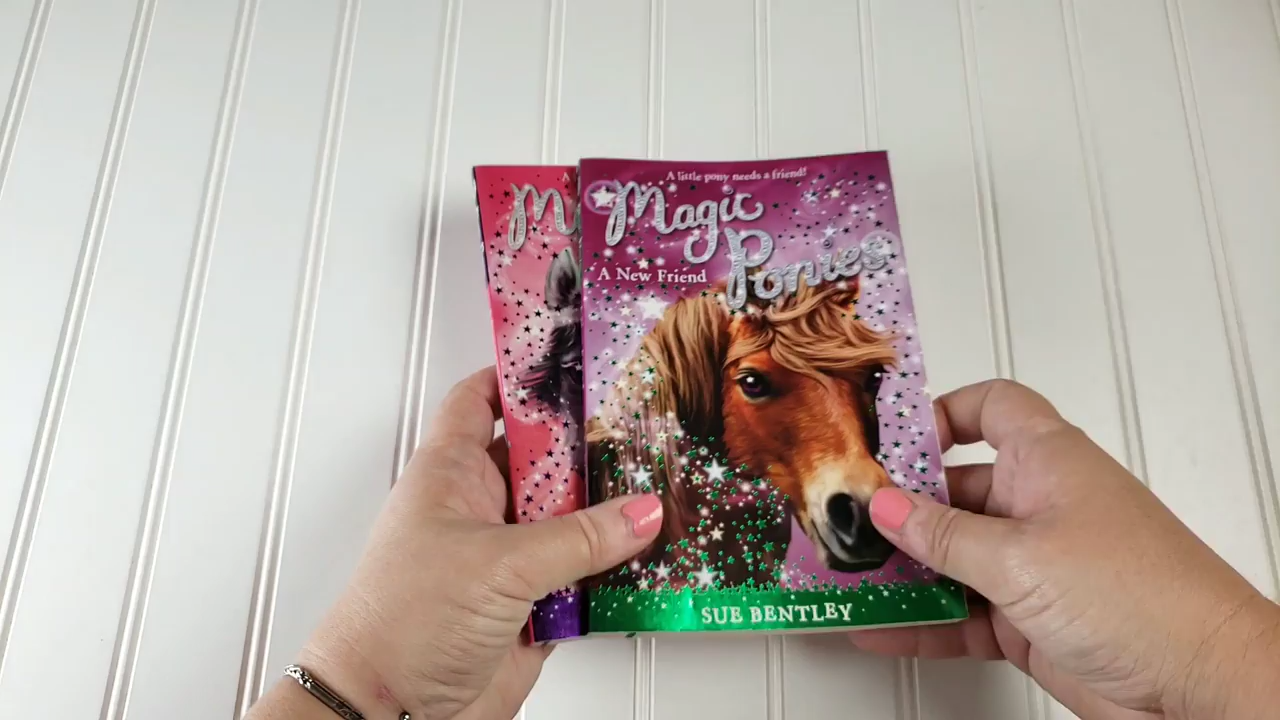 A little pony needs a friend!
Magic
Ponies
A New Friend
SUE BENTLEY